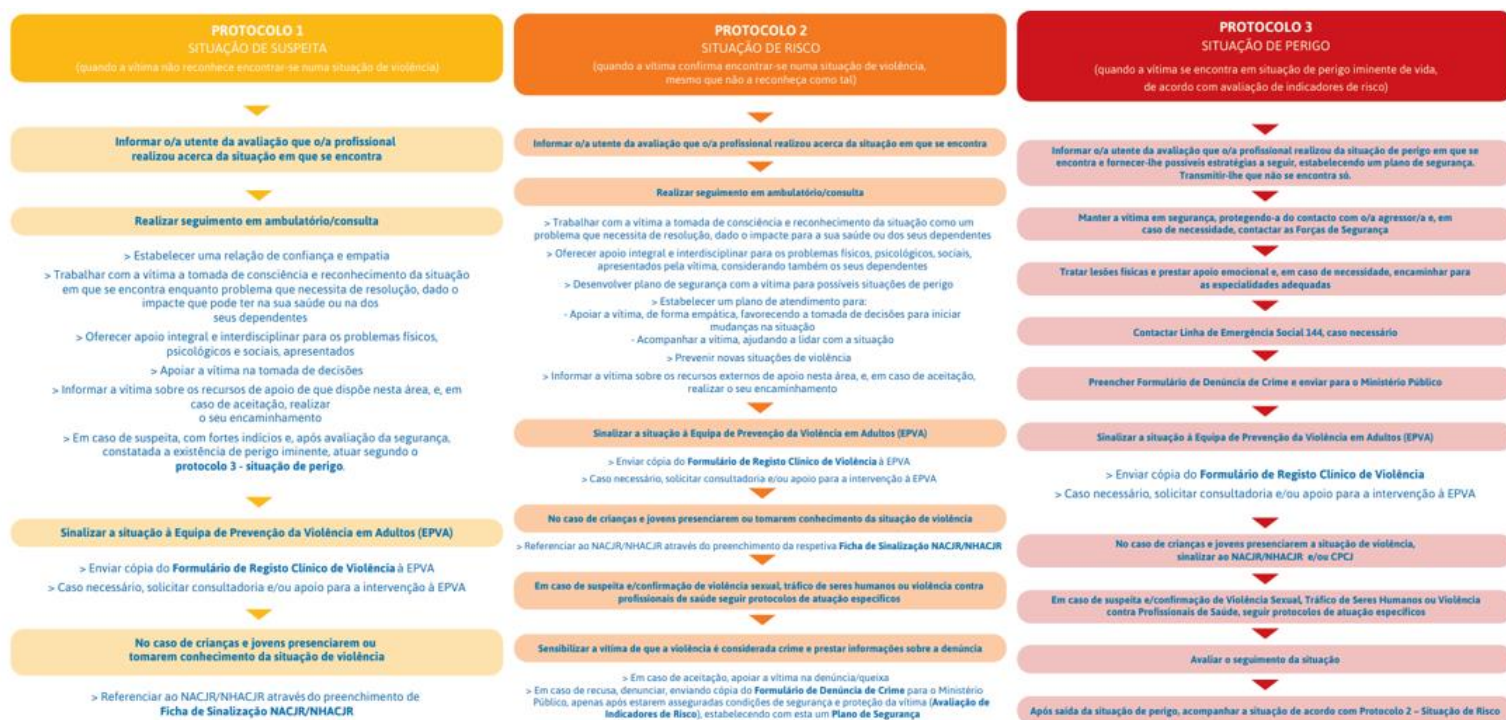 PROTOCOLO 1
SITUAÇÃO DE SUSPEITA
(quando a vítima não reconhece encontrar-se numa situação de violência)
Informar o/a utente da avaliação que o/a profissional
realizou acerca da situação em que se encontra
Realizar seguimento em ambulatório/consulta
> Estabelecer uma relação de confiança e empatia
> Trabalhar com a vítima a tomada de consciência e reconhecimento da situação
em que se encontra enquanto problema que necessita de resolução, dado o
impacte que pode ter na sua saúde ou na dos
seus dependentes
> Oferecer apoio integral e interdisciplinar para os problemas físicos,
psicológicos e sociais, apresentados
> Apoiar a vítima na tomada de decisões
> Informar a vítima sobre os recursos de apoio de que dispõe nesta área, e, em
caso de aceitação, realizar
o seu encaminhamento
> Em caso de suspeita, com fortes indícios e, após avaliação da segurança,
constatada a existência de perigo iminente, atuar segundo o
protocolo 3 - situação de perigo.
Sinalizar a situação à Equipa de Prevenção da Violência em Adultos (EPVA)
> Enviar cópia do Formulário de Registo Clínico de Violência à EPVA
> Caso necessário, solicitar consultadoria e/ou apoio para a intervenção à EPVA
No caso de crianças e jovens presenciarem ou
tomarem conhecimento da situação de violência
> Referenciar ao NACJR/NHACJR através do preenchimento de
Ficha de Sinalização NACJR/NHACJR
PROTOCOLO 2
SITUAÇÃO DE RISCO
(quando a vítima confirma encontrar-se numa situação de violência,
mesmo que não a reconheça como tal)
Informar o/a utente da avaliação que o/a profissional realizou acerca da situação em que se encontra
Realizar seguimento em ambulatório/consulta
> Trabalhar com a vítima a tomada de consciência e reconhecimento da situação como um
problema que necessita de resolução, dado o impacte para a sua saúde ou dos seus dependentes
> Oferecer apoio integral e interdisciplinar para os problemas físicos, psicológicos, sociais,
apresentados pela vítima, considerando também os seus dependentes
> Desenvolver plano de segurança com a vítima para possíveis situações de perigo
> Estabelecer um plano de atendimento para:
- Apoiar a vítima, de forma empática, favorecendo a tomada de decisões para iniciar
mudanças na situação
- Acompanhar a vítima, ajudando a lidar com a situação
> Prevenir novas situações de violência
> Informar a vítima sobre os recursos externos de apoio nesta área, e, em caso de aceitação,
realizar o seu encaminhamento
Sinalizar a situação à Equipa de Prevenção da Violência em Adultos (EPVA)
> Enviar cópia do Formulário de Registo Clínico de Violência à EPVA
> Caso necessário, solicitar consultadoria e/ou apoio para a intervenção à EPVA
No caso de crianças e jovens presenciarem ou tomarem conhecimento da situação de violência
> Referenciar ao NACJR/NHACJR através do preenchimento da respetiva Ficha de Sinalização NACJR/NHACJR
Em caso de suspeita e/confirmação de violência sexual, tráfico de seres humanos ou violência contra
profissionais de saúde seguir protocolos de atuação específicos
Sensibilizar a vítima de que a violência é considerada crime e prestar informações sobre a denúncia
> Em caso de aceitação, apoiar a vítima na denúncia/queixa
> Em caso de recusa, denunciar, enviando cópia do Formulário de Denúncia de Crime para o Ministério
Público, apenas após estarem asseguradas condições de segurança e proteção da vítima (Avaliação de
Indicadores de Risco), estabelecendo com esta um Plano de Segurança
PROTOCOLO 3
SITUAÇÃO DE PERIGO
(quando a vítima se encontra em situação de perigo iminente de vida,
de acordo com avaliação de indicadores de risco)
Informar o/a utente da avaliação que o/a profissional realizou da situação de perigo em que se
encontra e fornecer-lhe possíveis estratégias a seguir, estabelecendo um plano de segurança.
Transmitir-lhe que não se encontra só.
Manter a vítima em segurança, protegendo-a do contacto com o/a agressor/a e, em
caso de necessidade, contactar as Forças de Segurança
Tratar lesões físicas e prestar apoio emocional e, em caso de necessidade, encaminhar para
as especialidades adequadas
Contactar Linha de Emergência Social 144, caso necessário
Preencher Formulário de Denúncia de Crime e enviar para o Ministério Público
Sinalizar a situação à Equipa de Prevenção da Violência em Adultos (EPVA)
> Enviar cópia do Formulário de Registo Clínico de Violência
> Caso necessário, solicitar consultadoria e/ou apoio para a intervenção à EPVA
No caso de crianças e jovens presenciarem a situação de violência,
sinalizar ao NACJR/NHACJR e/ou CPCJ
Em caso de suspeita e/confirmação de Violência Sexual, Tráfico de Seres Humanos ou Violência
contra Profissionais de Saúde, seguir protocolos de atuação específicos
Avaliar o seguimento da situação
Após saída da situação de perigo, acompanhar a situação de acordo com Protocolo 2 – Situação de Risco